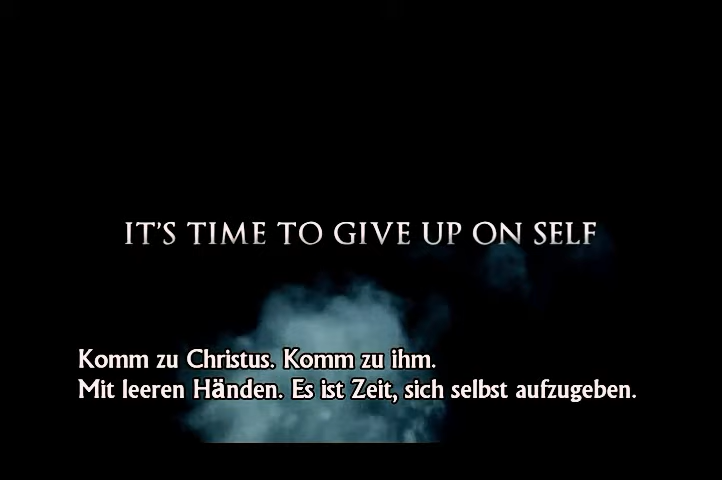 IT'S TIME TO GIVE UP ON SELF
Komm zu Christus. Komm zu ihm.
Mit leeren Händen. Es ist Zeit, sich selbst aufzugeben.